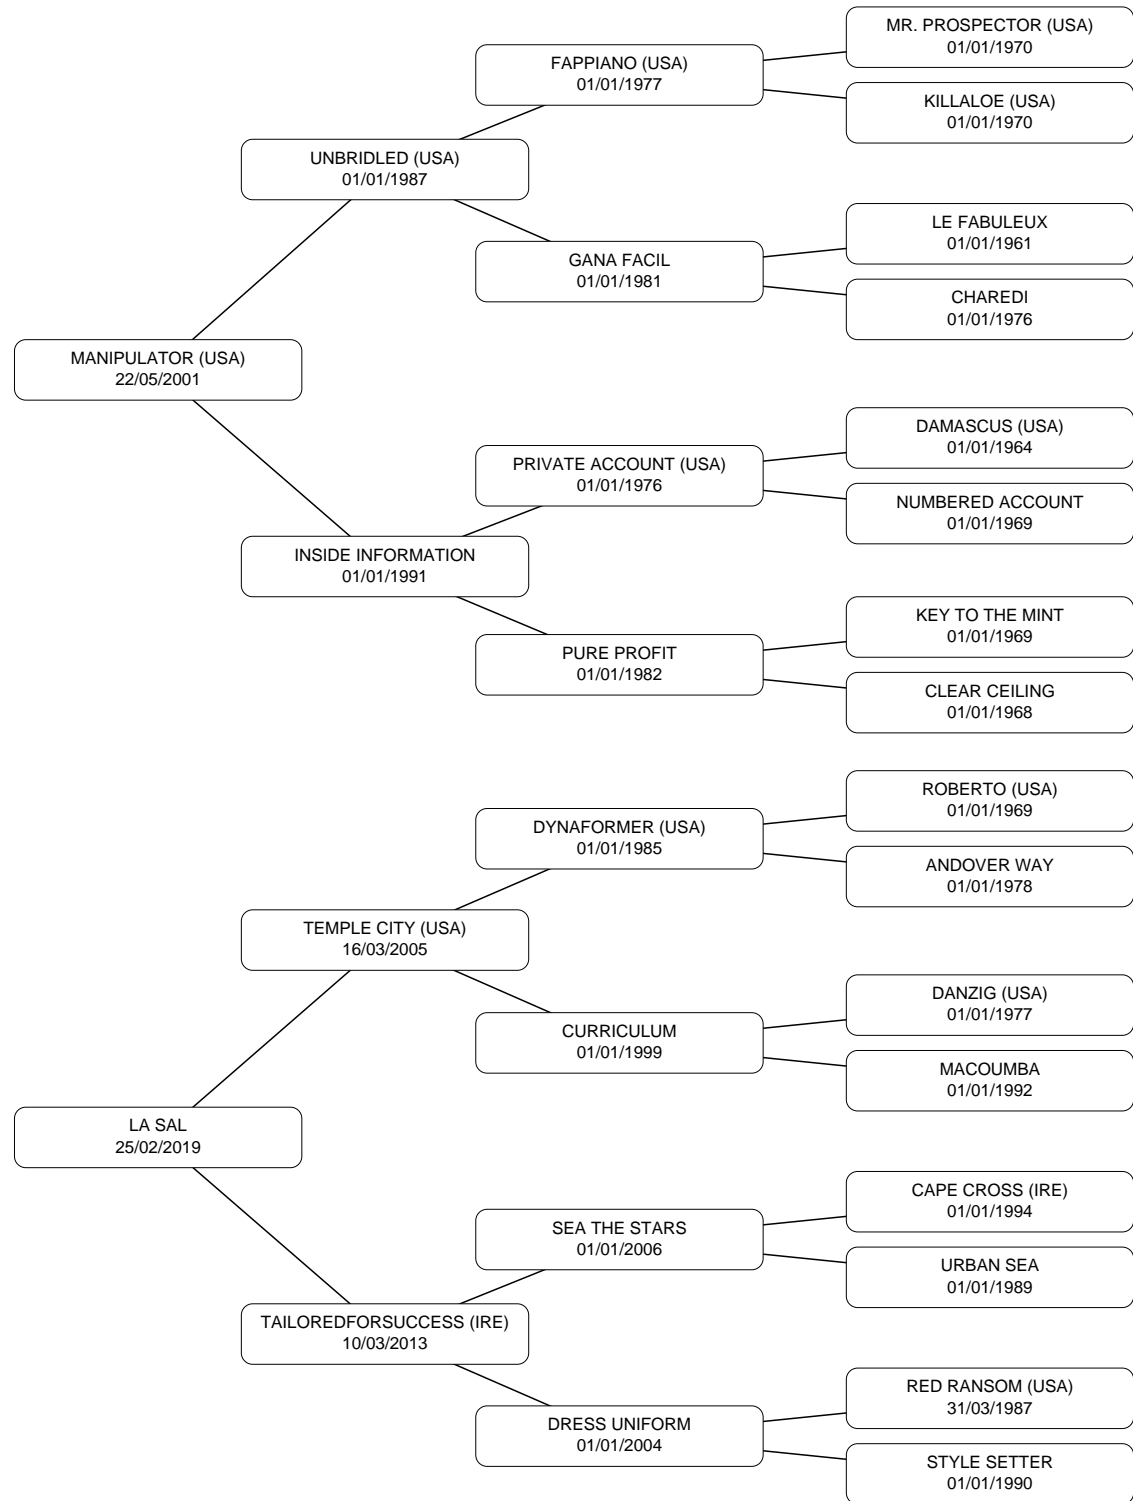 MR. PROSPECTOR (USA)
01/01/1970
FAPPIANO (USA)
01/01/1977
KILLALOE (USA)
01/01/1970
UNBRIDLED (USA)
01/01/1987
LE FABULEUX
01/01/1961
GANA FACIL
01/01/1981
CHAREDI
01/01/1976
MANIPULATOR (USA)
22/05/2001
DAMASCUS (USA)
01/01/1964
PRIVATE ACCOUNT (USA)
01/01/1976
NUMBERED ACCOUNT
01/01/1969
INSIDE INFORMATION
01/01/1991
KEY TO THE MINT
01/01/1969
PURE PROFIT
01/01/1982
CLEAR CEILING
01/01/1968
ROBERTO (USA)
01/01/1969
DYNAFORMER (USA)
01/01/1985
ANDOVER WAY
01/01/1978
TEMPLE CITY (USA)
16/03/2005
DANZIG (USA)
01/01/1977
CURRICULUM
01/01/1999
MACOUMBA
01/01/1992
LA SAL
25/02/2019
CAPE CROSS (IRE)
01/01/1994
SEA THE STARS
01/01/2006
URBAN SEA
01/01/1989
TAILOREDFORSUCCESS (IRE)
10/03/2013
RED RANSOM (USA)
31/03/1987
DRESS UNIFORM
01/01/2004
STYLE SETTER
01/01/1990